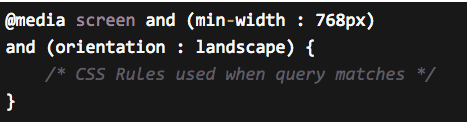 @media screen and (min-width : 768px)
and (orientation : landscape) {
/* CSS Rules used when query matches */
}